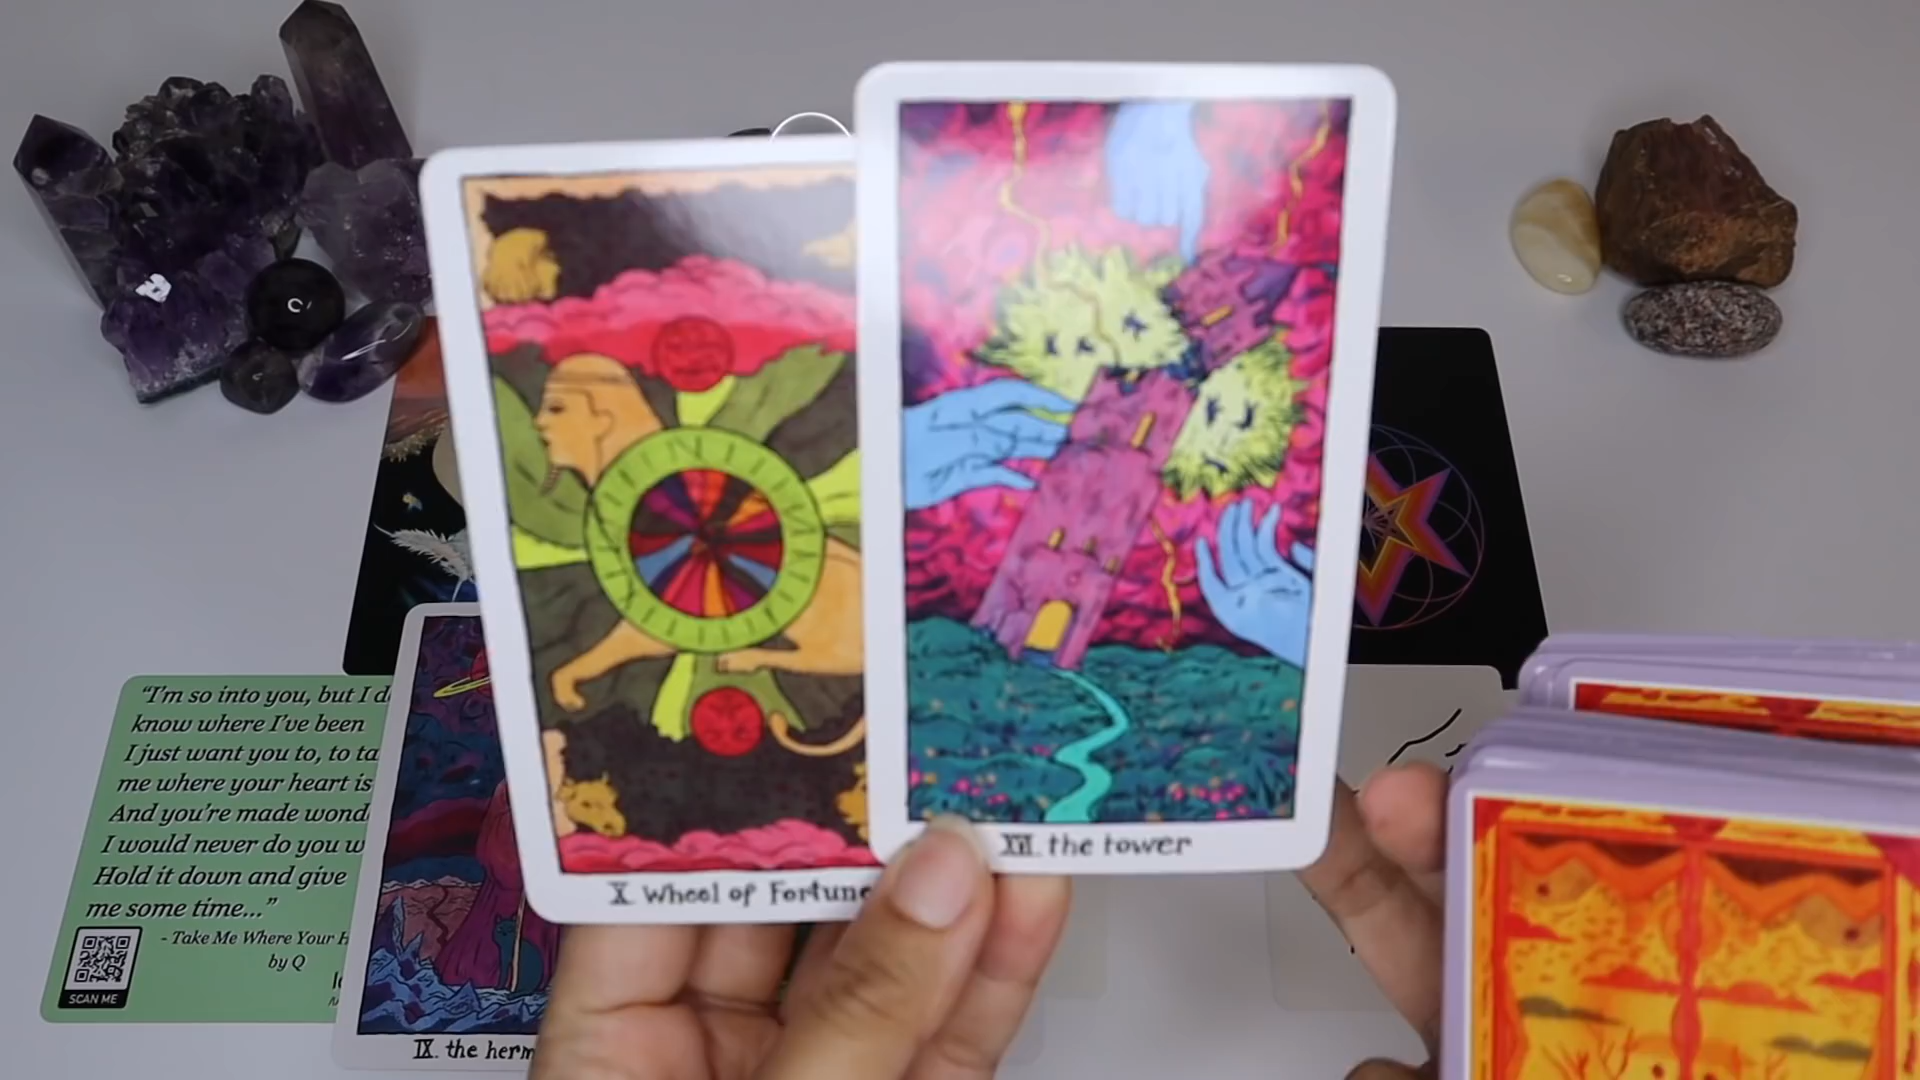 X Wheel of Fortune
XVI. the tower
"I'm so into you, but I d
know where I've been
I just want you to, to ta
me where your heart is
And you're made wond
I would never do you w
Hold it down and give
me some time..."
- Take Me Where Your H
by Q
SCAN ME
IX. the herm